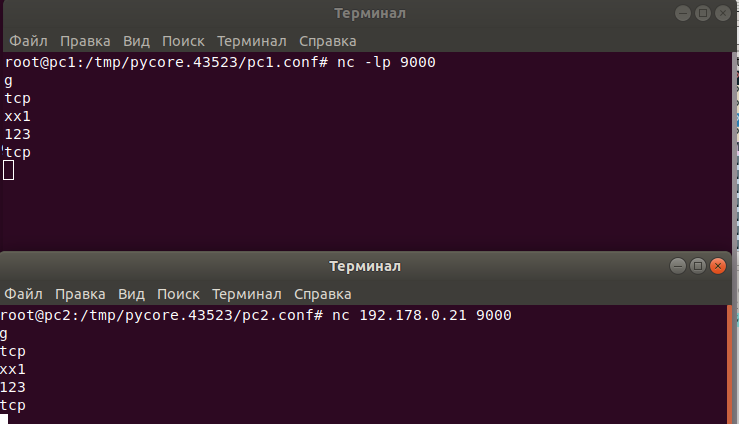 Терминал
Файл Правка Вид Поиск Терминал Справка
root@pc1:/tmp/pycore.43523/pc1.conf# nc -lp 9000
g
tcp
xx1
123
tcp
Терминал
Файл Правка Вид Поиск Терминал Справка
root@pc2:/tmp/pycore.43523/pc2.conf# nc 192.178.0.21 9000
g
tcp
xx1
123
tcp